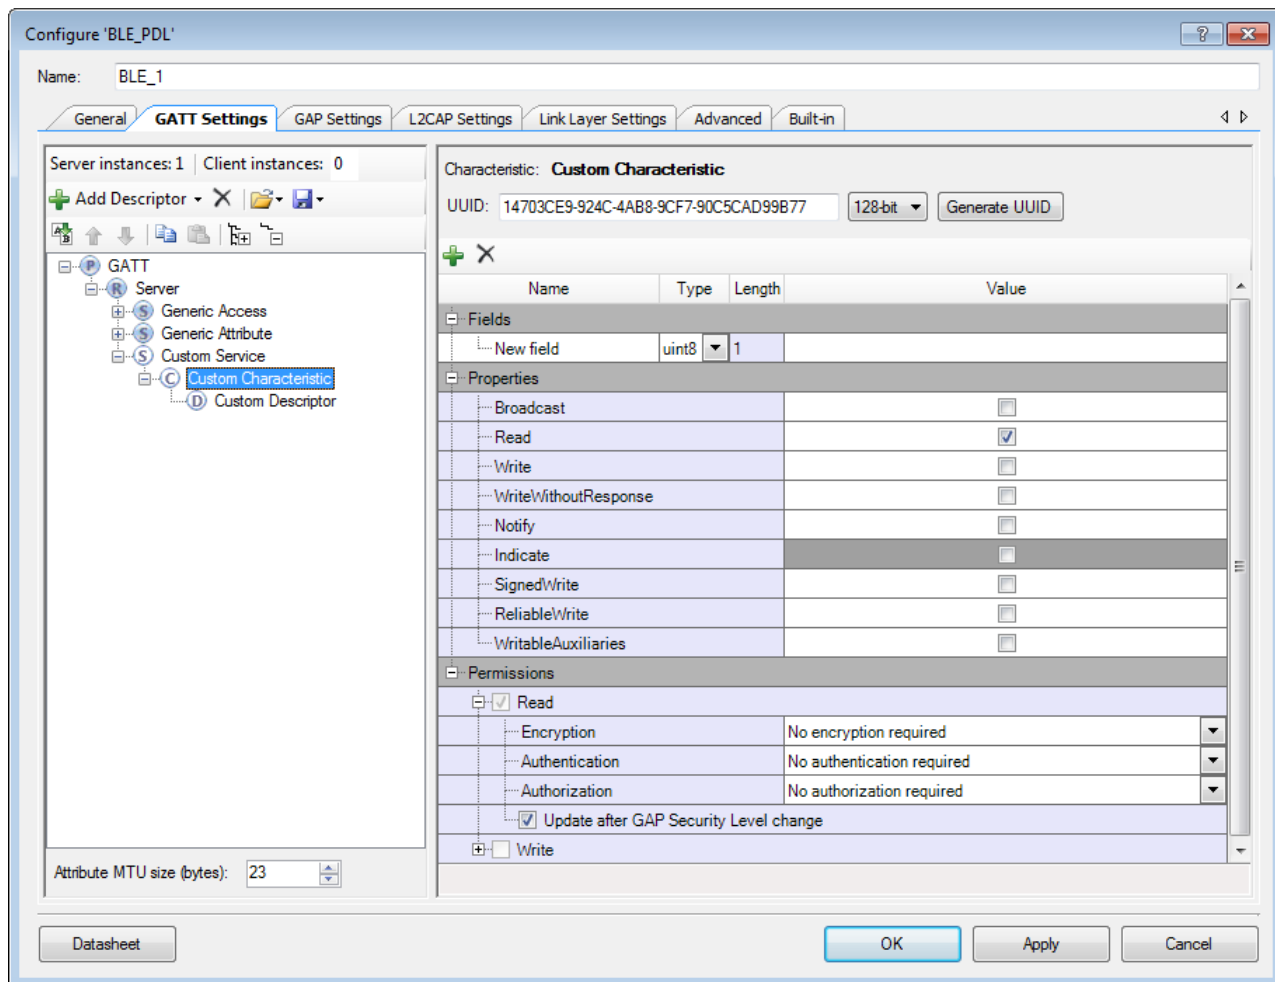 Configure 'BLE_PDL'
Name: BLE_1
General GATT Settings GAP Settings L2CAP Settings Link Layer Settings Advanced Built-in
Server instances: 1 Client instances: 0
Add Descriptor
GATT
Server
Generic Access
Generic Attribute
Custom Service
Custom Characteristic
Custom Descriptor
Attribute MTU size (bytes): 23
Characteristic: Custom Characteristic
UUID: 14703CE9-924C-4AB8-9CF7-90C5CAD99B77 128-bit Generate UUID
Name Type Length Value
Fields
New field uint8 1
Properties
Broadcast
Read
Write
WriteWithoutResponse
Notify
Indicate
SignedWrite
ReliableWrite
WritableAuxiliaries
Permissions
Read
Encryption No encryption required
Authentication No authentication required
Authorization No authorization required
Update after GAP Security Level change
Write
Datasheet OK Apply Cancel